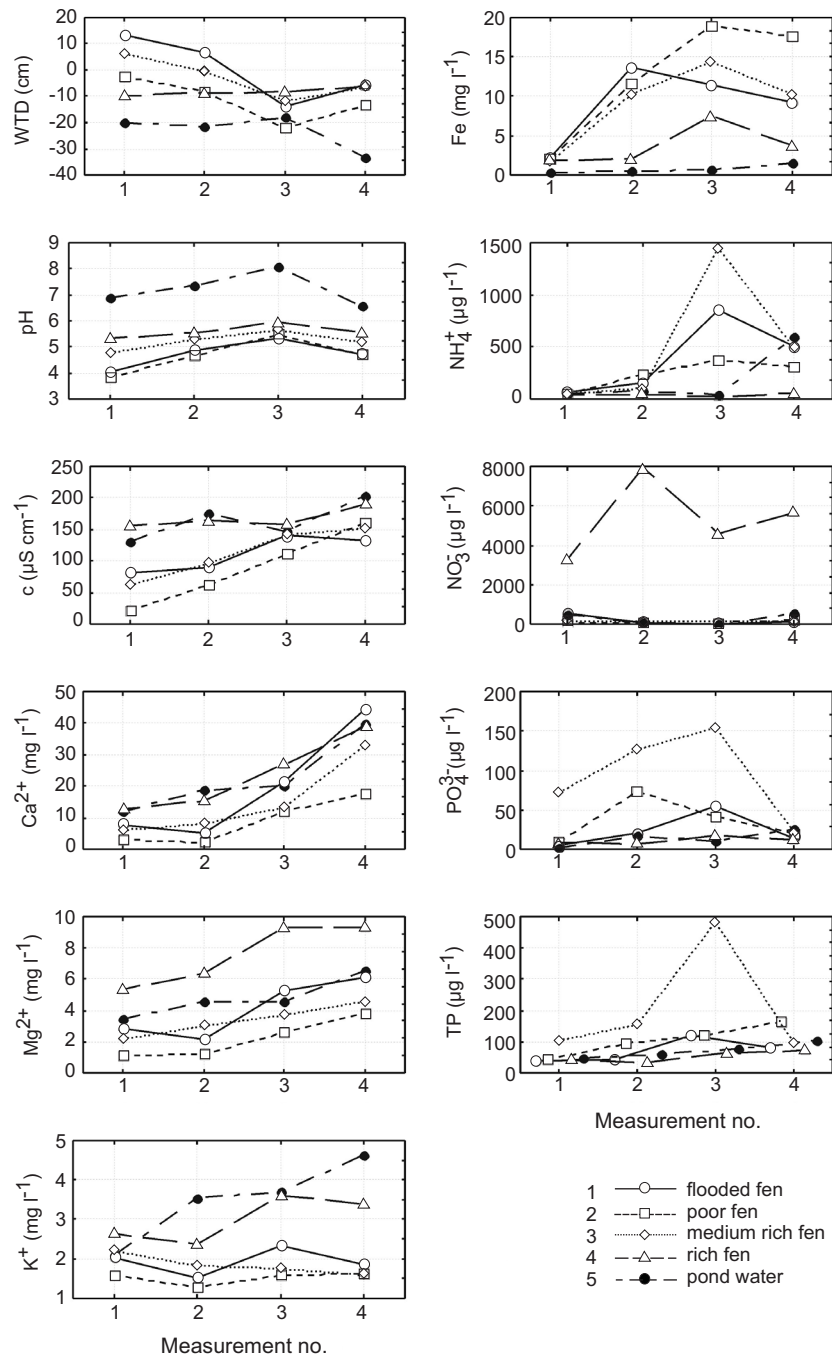 WTD (cm)
20
10
0
-10
-20
-30
-40
1 2 3 4
Fe (mg l-1)
20
15
10
5
0
1 2 3 4
pH
9
8
7
6
5
4
3
1 2 3 4
NH4+ (µg l-1)
1500
1000
500
0
1 2 3 4
c (µS cm-1)
250
200
150
100
50
0
1 2 3 4
NO3- (µg l-1)
8000
6000
4000
2000
0
1 2 3 4
Ca2+ (mg l-1)
50
40
30
20
10
0
1 2 3 4
PO43- (µg l-1)
200
150
100
50
0
1 2 3 4
Mg2+ (mg l-1)
10
8
6
4
2
0
1 2 3 4
TP (µg l-1)
500
400
300
200
100
0
1 2 3 4
Measurement no.
K+ (mg l-1)
5
4
3
2
1
1 2 3 4
Measurement no.
1 flooded fen
2 poor fen
3 medium rich fen
4 rich fen
5 pond water